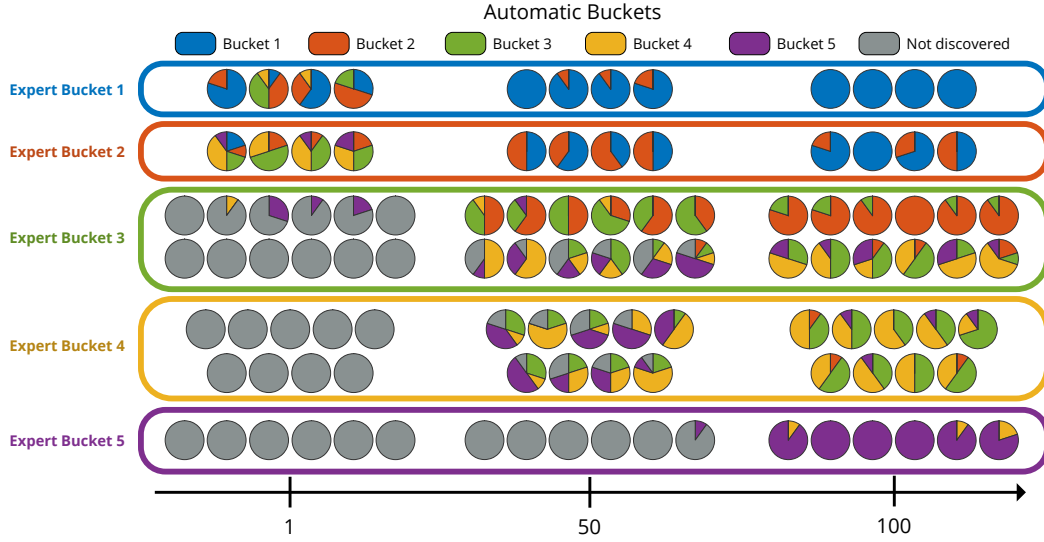 Automatic Buckets
Bucket 1 Bucket 2 Bucket 3 Bucket 4 Bucket 5 Not discovered
Expert Bucket 1
Expert Bucket 2
Expert Bucket 3
Expert Bucket 4
Expert Bucket 5
1 50 100